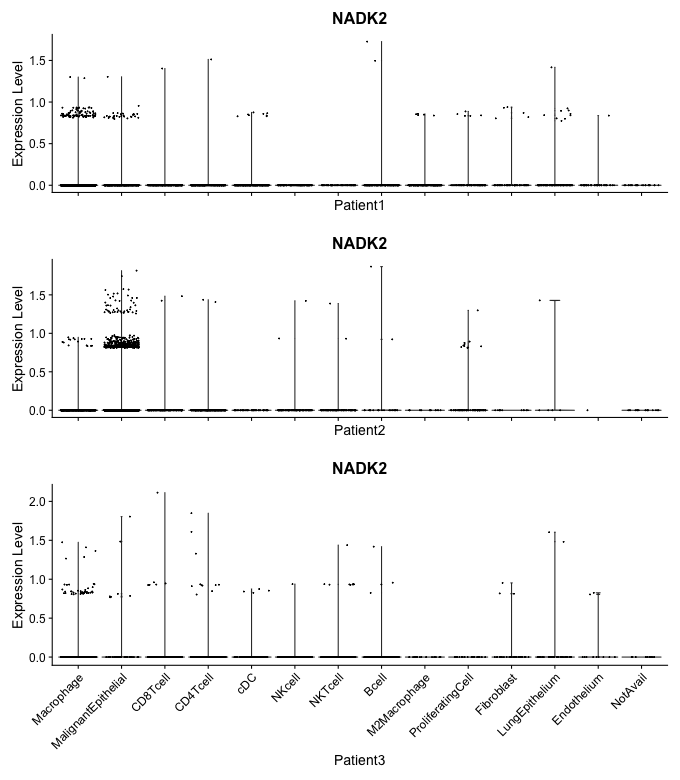 NADK2
Expression Level
1.5
1.0
0.5
0.0
Patient1
NADK2
Expression Level
1.5
1.0
0.5
0.0
Patient2
NADK2
Expression Level
2.0
1.5
1.0
0.5
0.0
Macrophage
MalignantEpithelial
CD8Tcell
CD4Tcell
cDC
NKcell
NKTcell
Bcell
M2Macrophage
ProliferatingCell
Fibroblast
LungEpithelium
Endothelium
NotAvail
Patient3